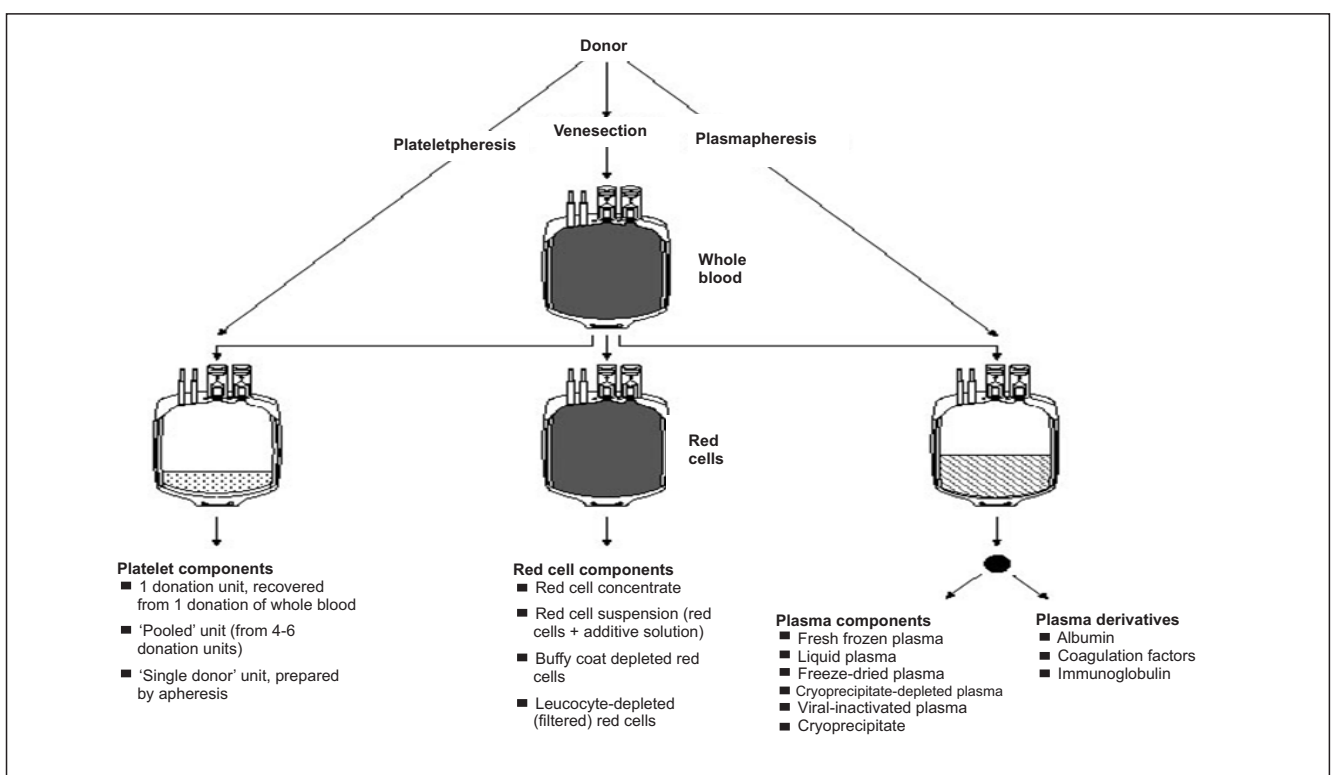 Donor
Venesection
Plateletpheresis
Plasmapheresis
Whole
blood
Red
cells
Platelet components
■ 1 donation unit, recovered
from 1 donation of whole blood
■ ‘Pooled’ unit (from 4-6
donation units)
■ ‘Single donor’ unit, prepared
by apheresis
Red cell components
■ Red cell concentrate
■ Red cell suspension (red
cells + additive solution)
■ Buffy coat depleted red
cells
■ Leucocyte-depleted
(filtered) red cells
Plasma components
■ Fresh frozen plasma
■ Liquid plasma
■ Freeze-dried plasma
■ Cryoprecipitate-depleted plasma
■ Viral-inactivated plasma
■ Cryoprecipitate
Plasma derivatives
■ Albumin
■ Coagulation factors
■ Immunoglobulin